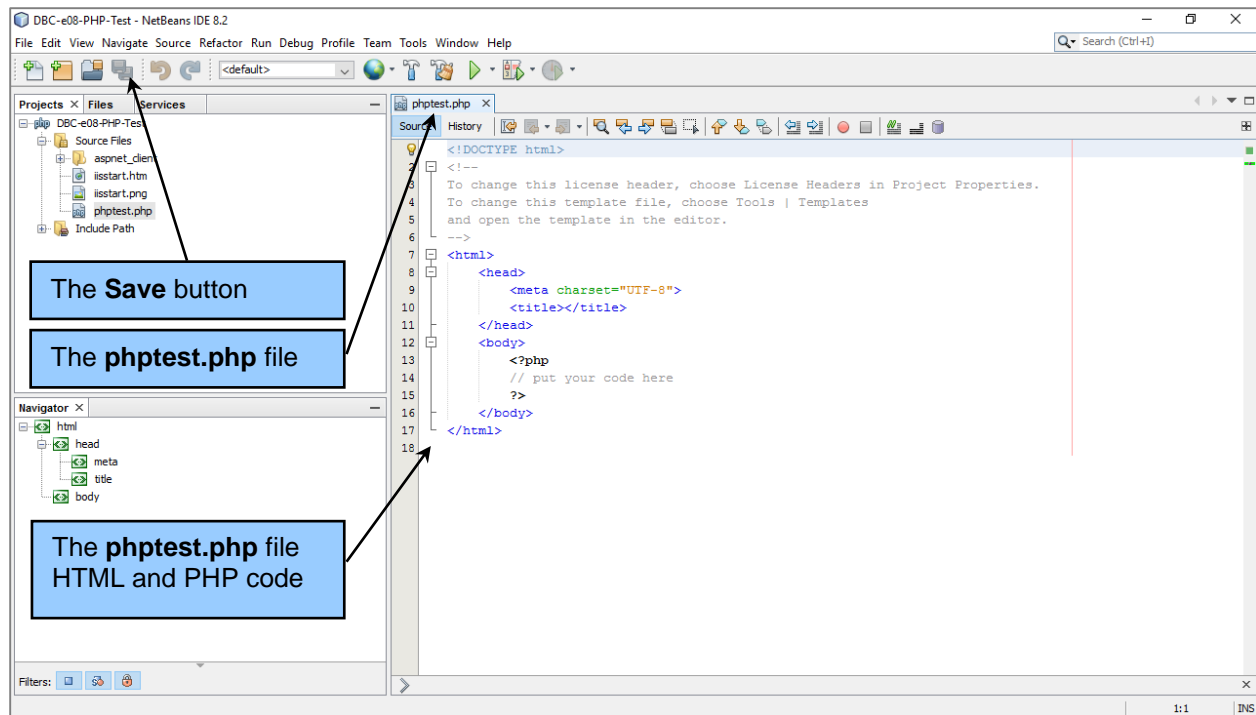 DBC-e08-PHP-Test - NetBeans IDE 8.2
File Edit View Navigate Source Refactor Run Debug Profile Team Tools Window Help
Search (Ctrl+I)
<default>
Projects Files Services
DBC-e08-PHP-Test
Source Files
aspnet_client
iisstart.htm
iisstart.png
phptest.php
Include Path
The Save button
The phptest.php file
Navigator
html
head
meta
title
body
The phptest.php file
HTML and PHP code
Filters:
phptest.php
Source History
<!DOCTYPE html>
2 <!--
3 To change this license header, choose License Headers in Project Properties.
4 To change this template file, choose Tools | Templates
5 and open the template in the editor.
6 -->
7 <html>
8 <head>
9 <meta charset="UTF-8">
10 <title></title>
11 </head>
12 <body>
13 <?php
14 // put your code here
15 ?>
16 </body>
17 </html>
18
1:1 INS